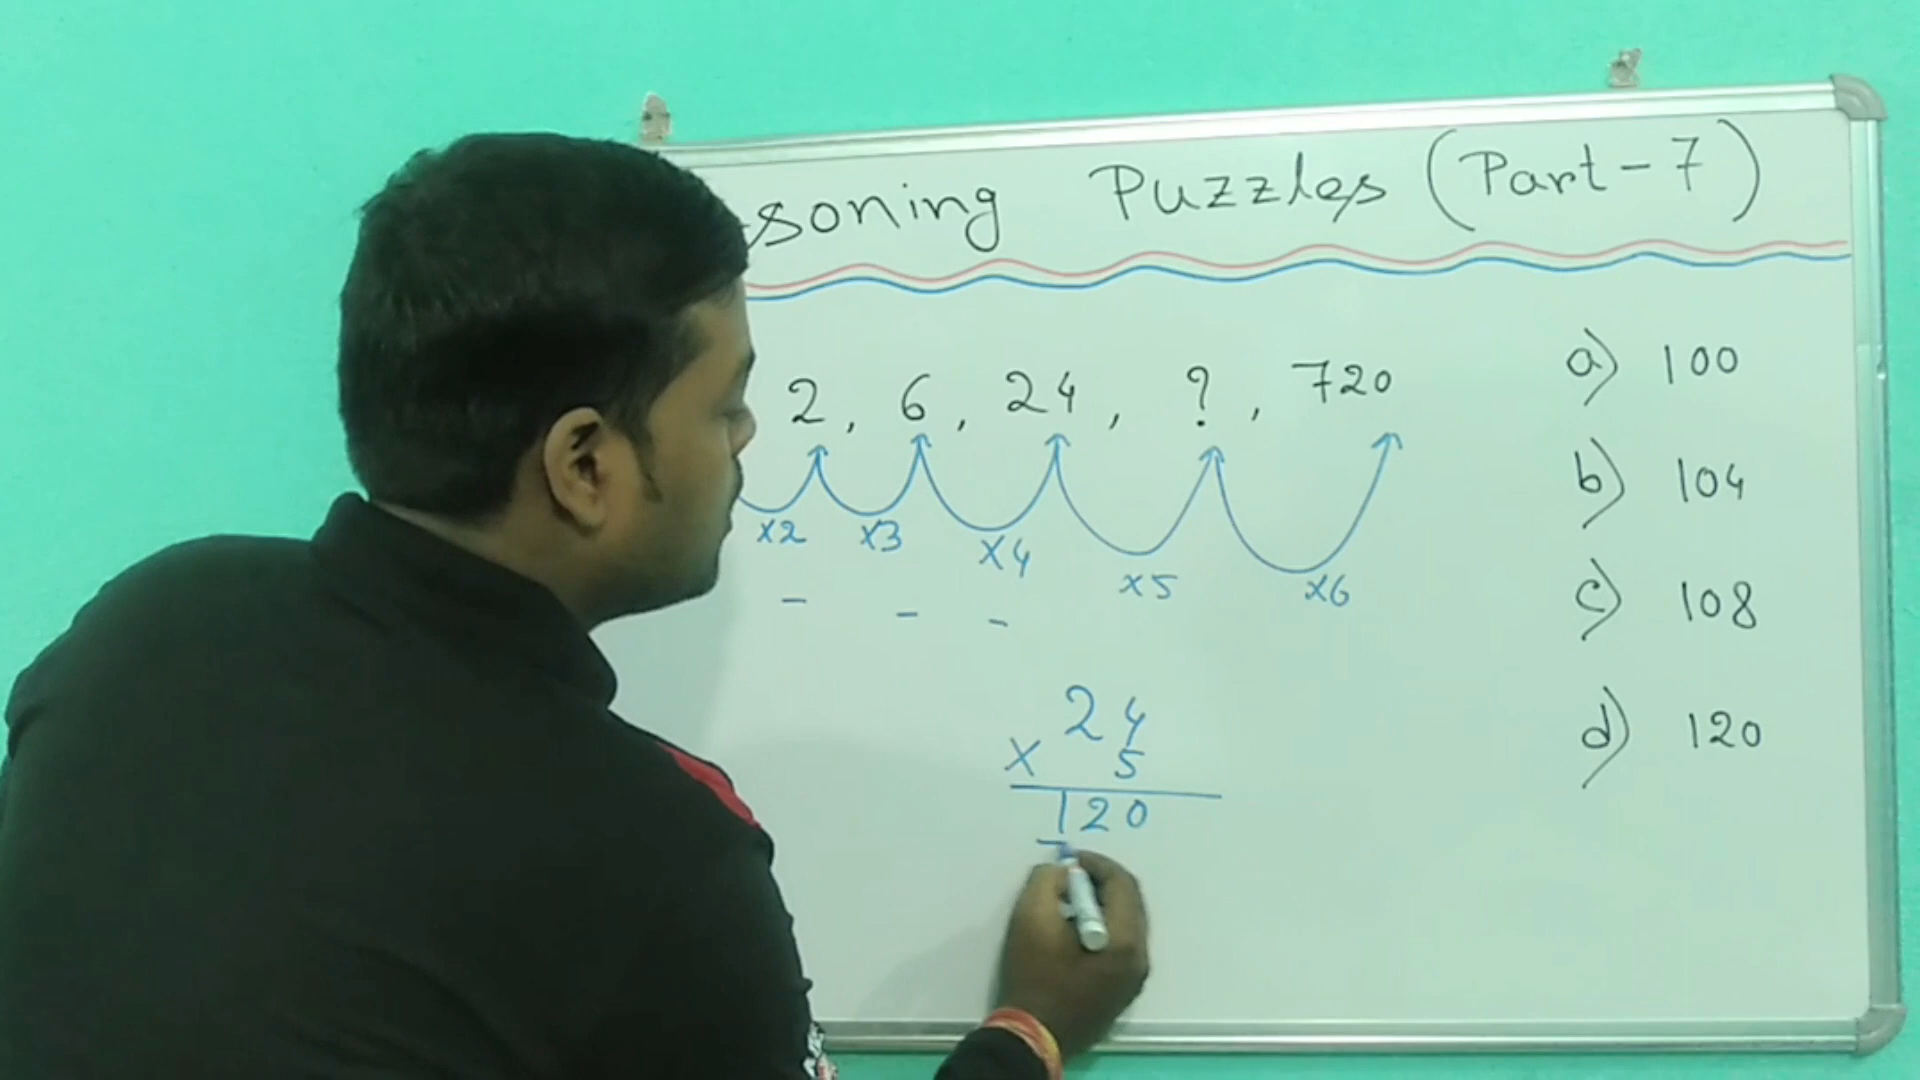 soning Puzzles (Part-7)
2, 6, 24, ?, 720
x2 x3 x4 x5 x6
- - -
24
x 5
120
a) 100
b) 104
c) 108
d) 120